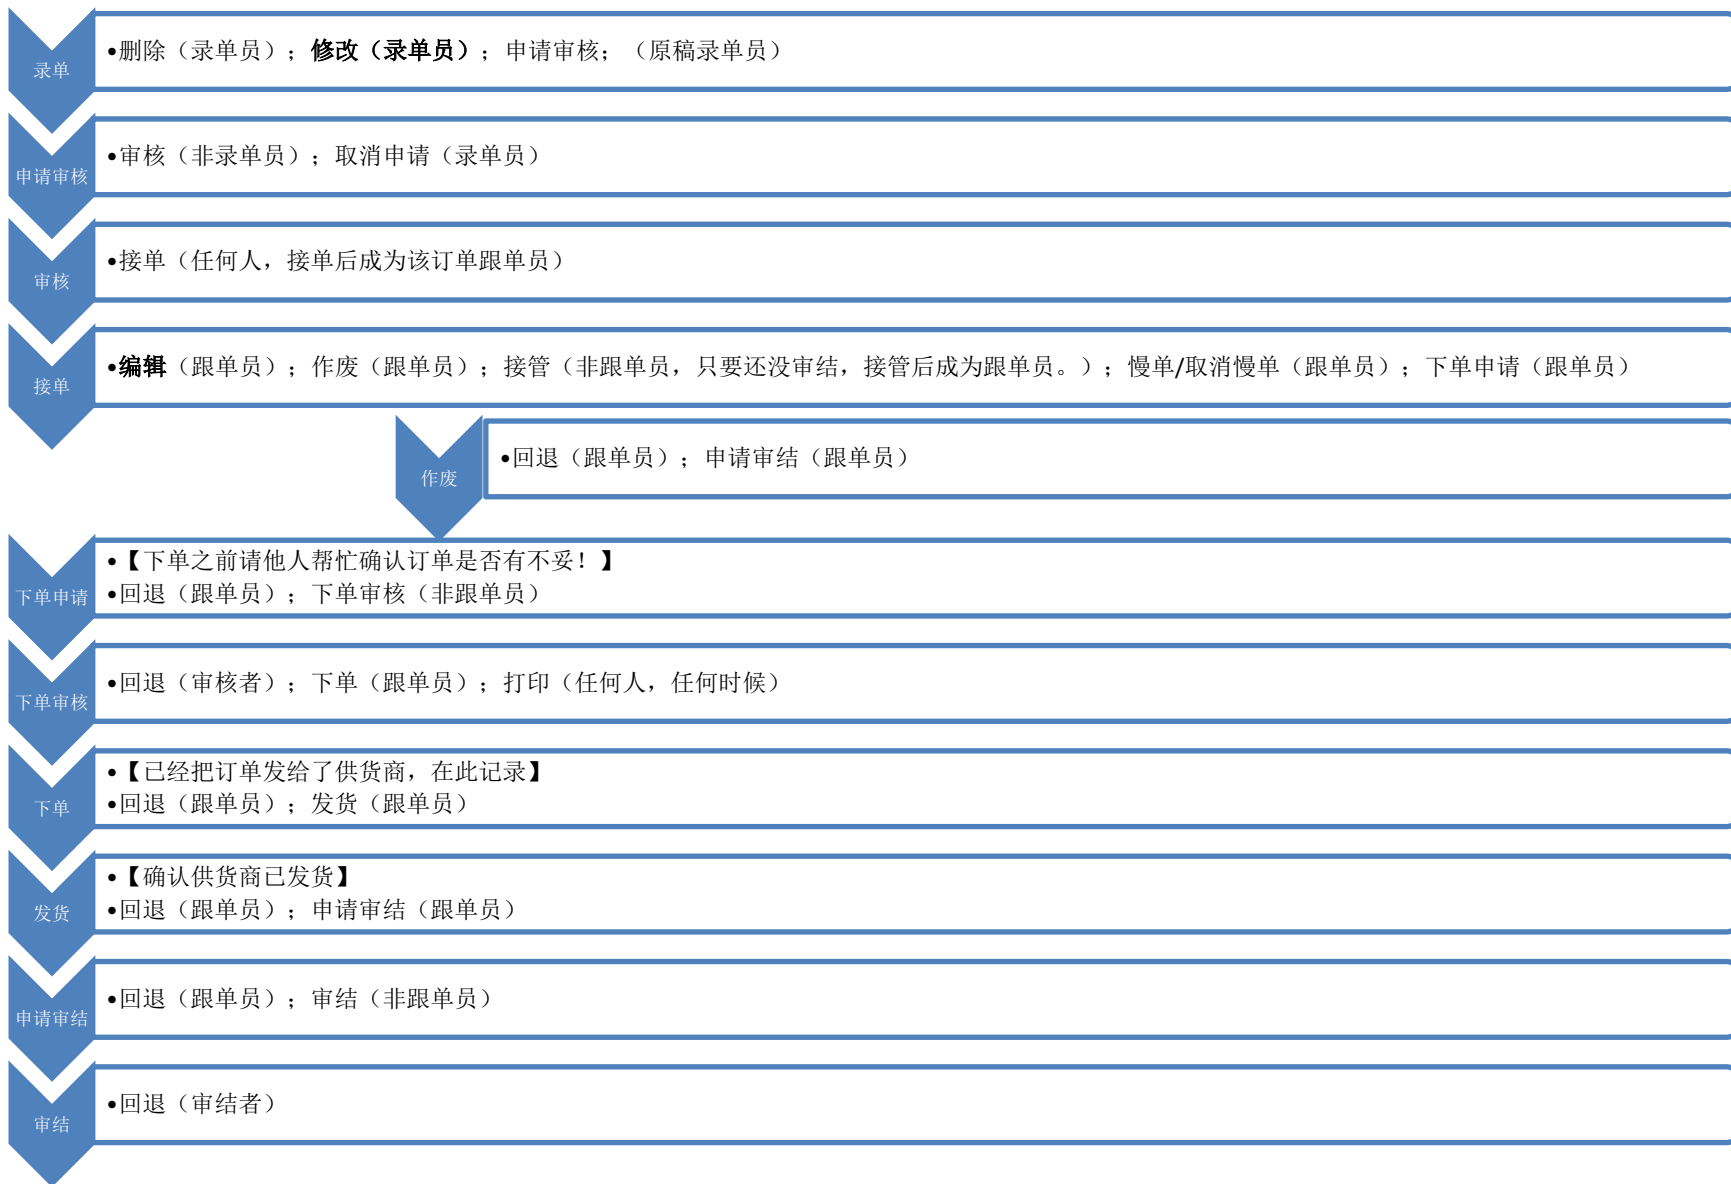 录单
•删除（录单员）；修改（录单员）；申请审核；（原稿录单员）
申请审核
•审核（非录单员）；取消申请（录单员）
审核
•接单（任何人，接单后成为该订单跟单员）
接单
•编辑（跟单员）；作废（跟单员）；接管（非跟单员，只要还没审结，接管后成为跟单员。）；慢单/取消慢单（跟单员）；下单申请（跟单员）
作废
•回退（跟单员）；申请审结（跟单员）
下单申请
•【下单之前请他人帮忙确认订单是否有不妥！】
•回退（跟单员）；下单审核（非跟单员）
下单审核
•回退（审核者）；下单（跟单员）；打印（任何人，任何时候）
下单
•【已经把订单发给了供货商，在此记录】
•回退（跟单员）；发货（跟单员）
发货
•【确认供货商已发货】
•回退（跟单员）；申请审结（跟单员）
申请审结
•回退（跟单员）；审结（非跟单员）
审结
•回退（审结者）